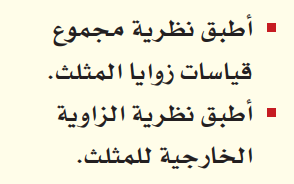 ▪ أطبق نظرية مجموع
قياسات زوايا المثلث.
▪ أطبق نظرية الزاوية
الخارجية للمثلث.